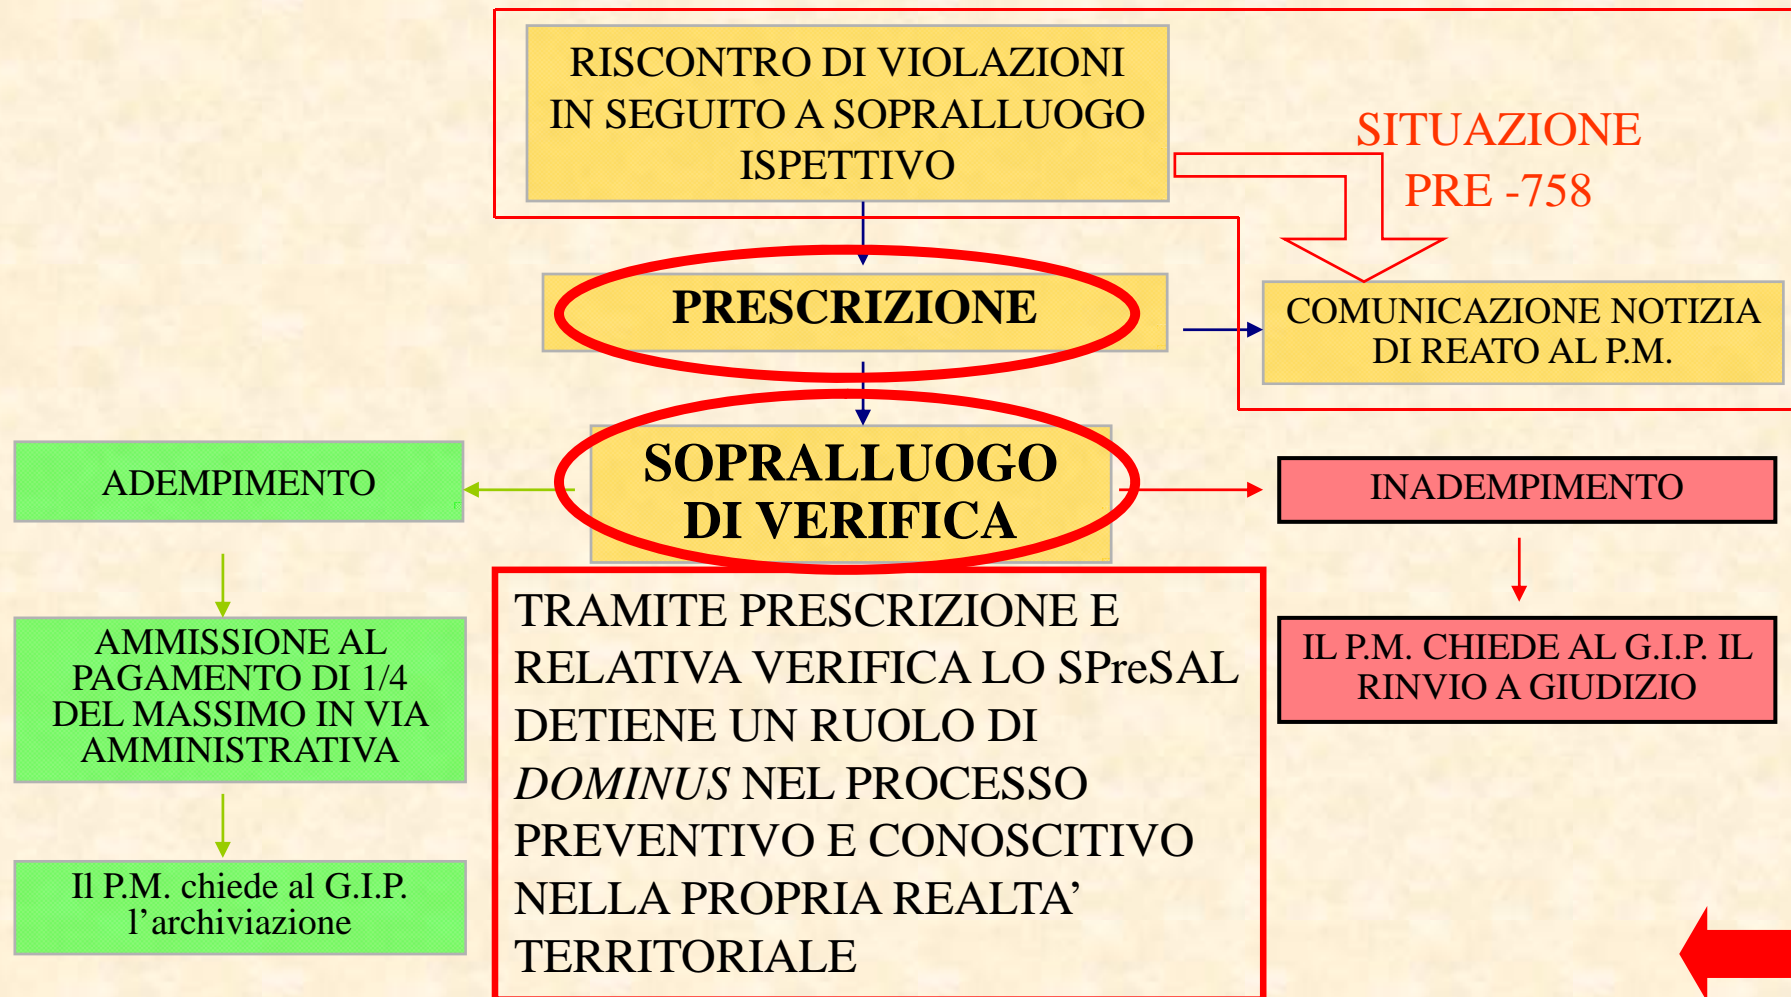 RISCONTRO DI VIOLAZIONI
IN SEGUITO A SOPRALLUOGO
ISPETTIVO
SITUAZIONE
PRE -758
PRESCRIZIONE
COMUNICAZIONE NOTIZIA
DI REATO AL P.M.
ADEMPIMENTO
SOPRALLUOGO
DI VERIFICA
INADEMPIMENTO
AMMISSIONE AL
PAGAMENTO DI 1/4
DEL MASSIMO IN VIA
AMMINISTRATIVA
TRAMITE PRESCRIZIONE E
RELATIVA VERIFICA LO SPreSAL
DETIENE UN RUOLO DI
DOMINUS NEL PROCESSO
PREVENTIVO E CONOSCITIVO
NELLA PROPRIA REALTA’
TERRITORIALE
IL P.M. CHIEDE AL G.I.P. IL
RINVIO A GIUDIZIO
Il P.M. chiede al G.I.P.
l’archiviazione